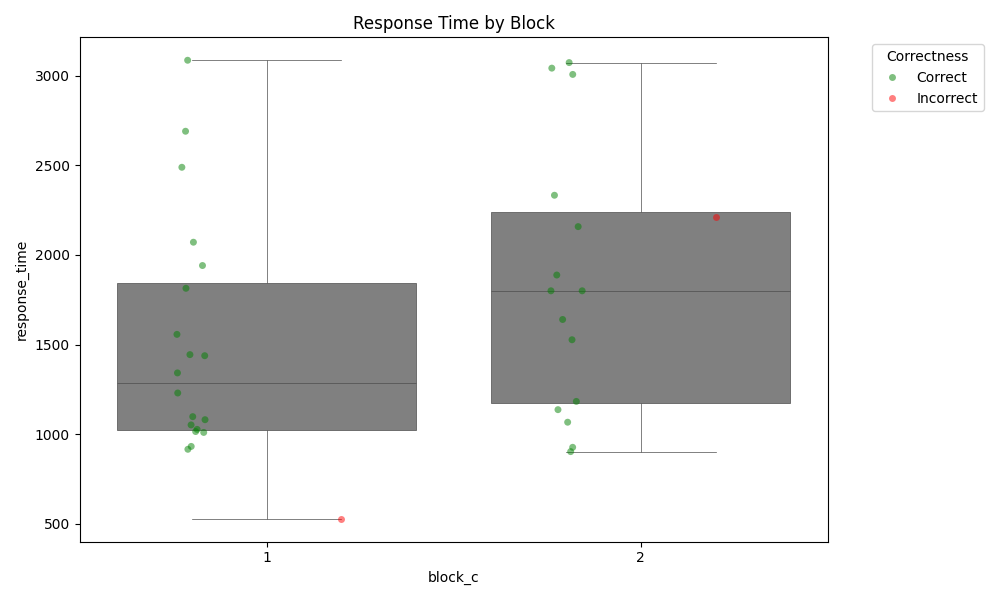 Response Time by Block
Correctness
Correct
Incorrect
response_time
3000
2500
2000
1500
1000
500
1
2
block_c